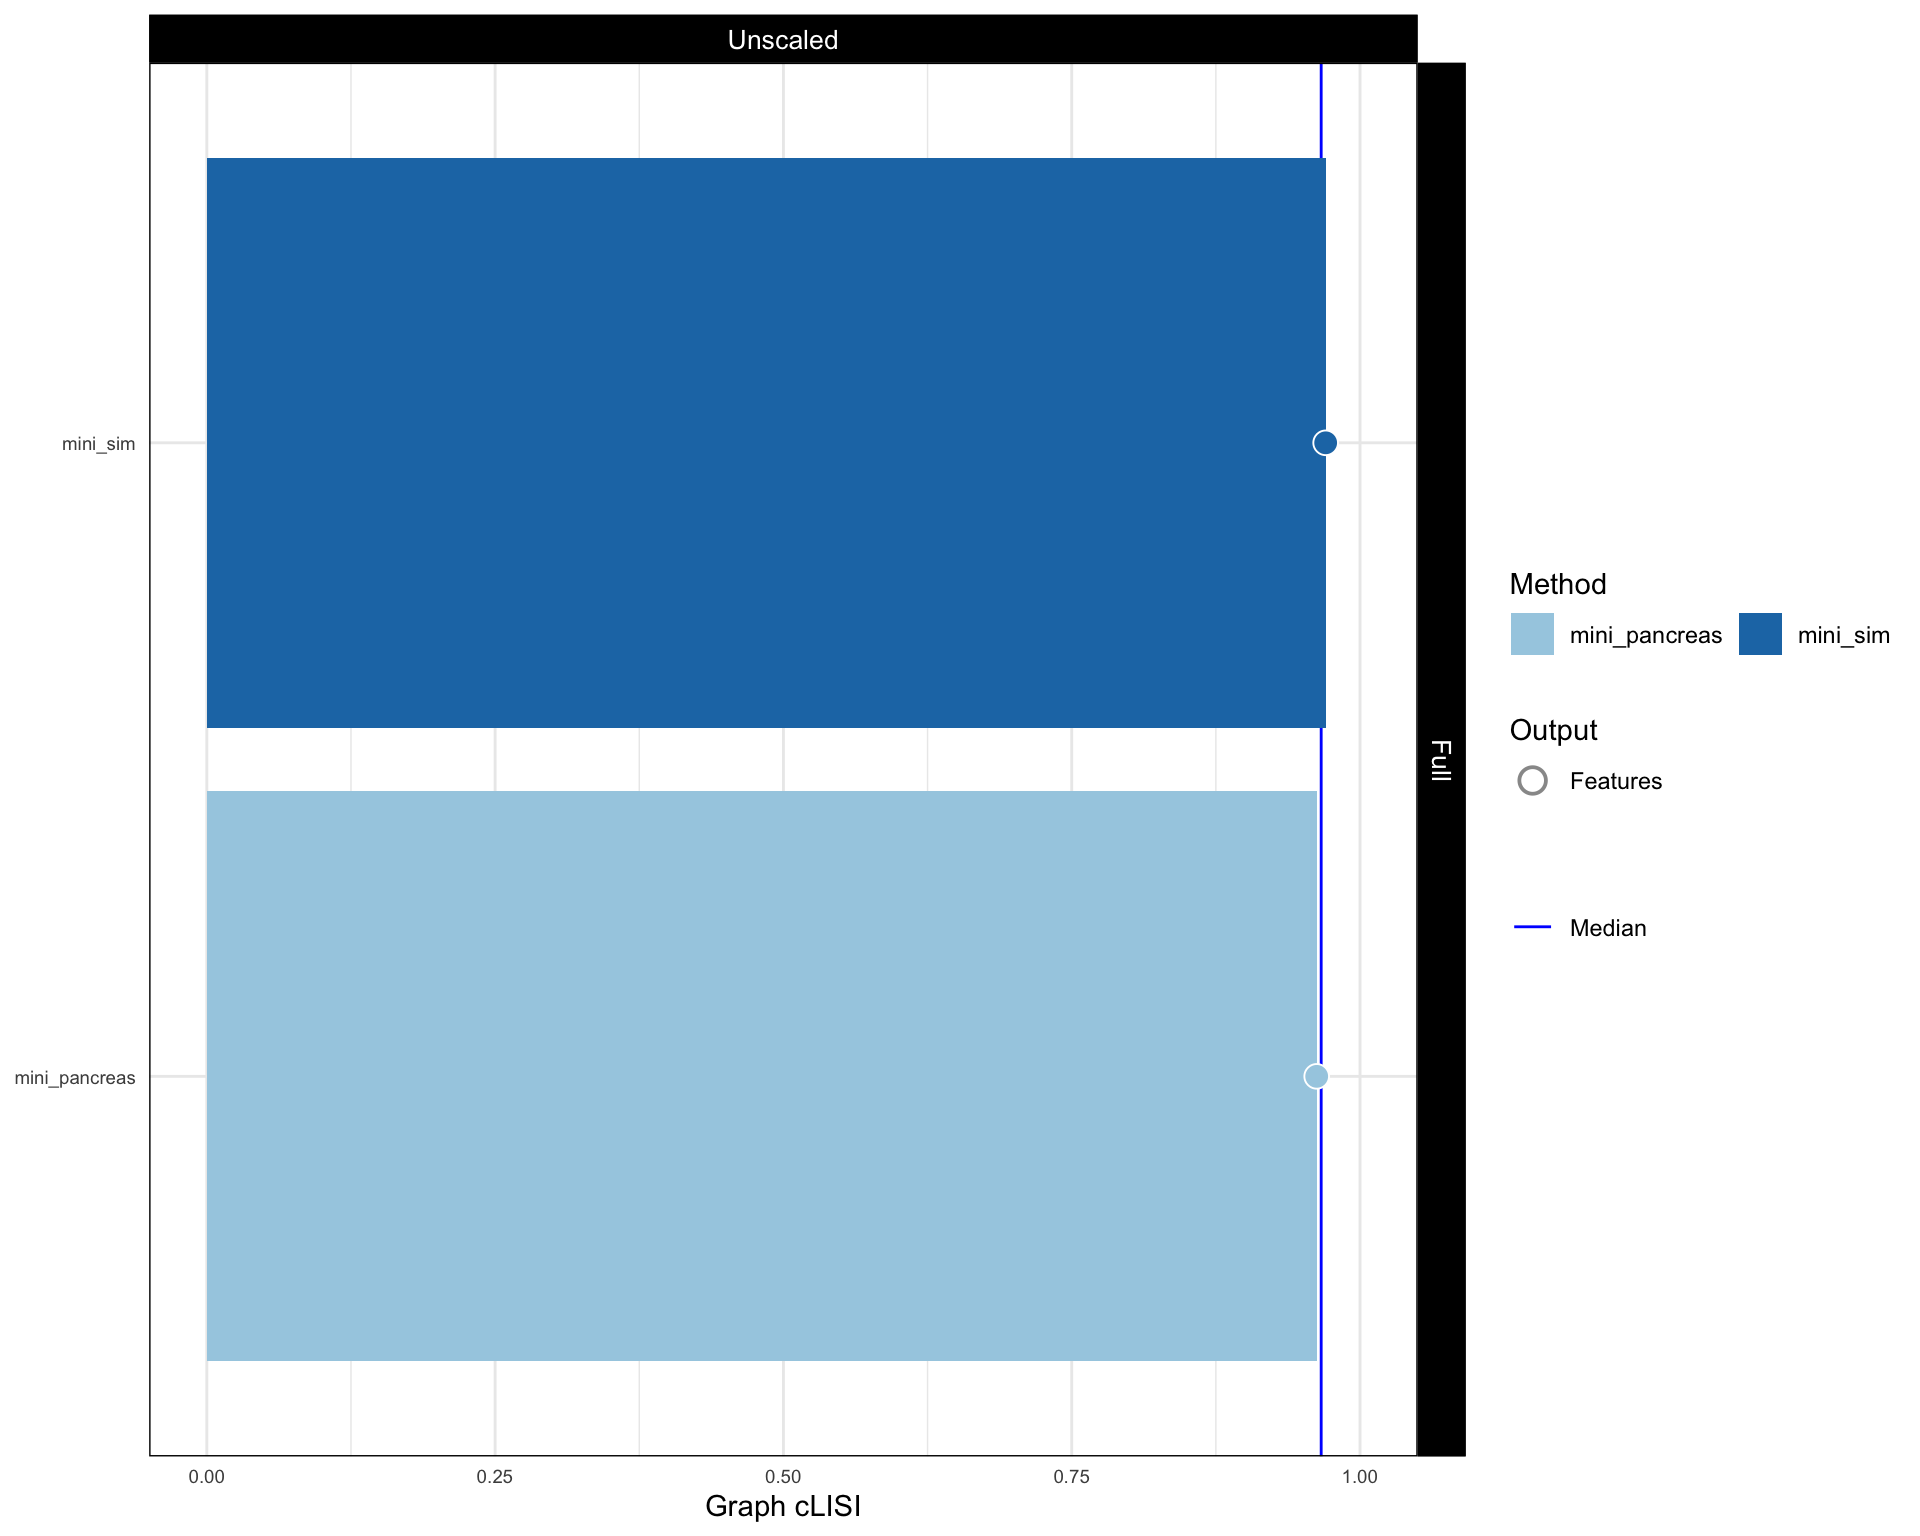 Unscaled
mini_sim
mini_pancreas
Full
0.00 0.25 0.50 0.75 1.00
Graph cLISI
Method
mini_pancreas mini_sim
Output
Features
Median